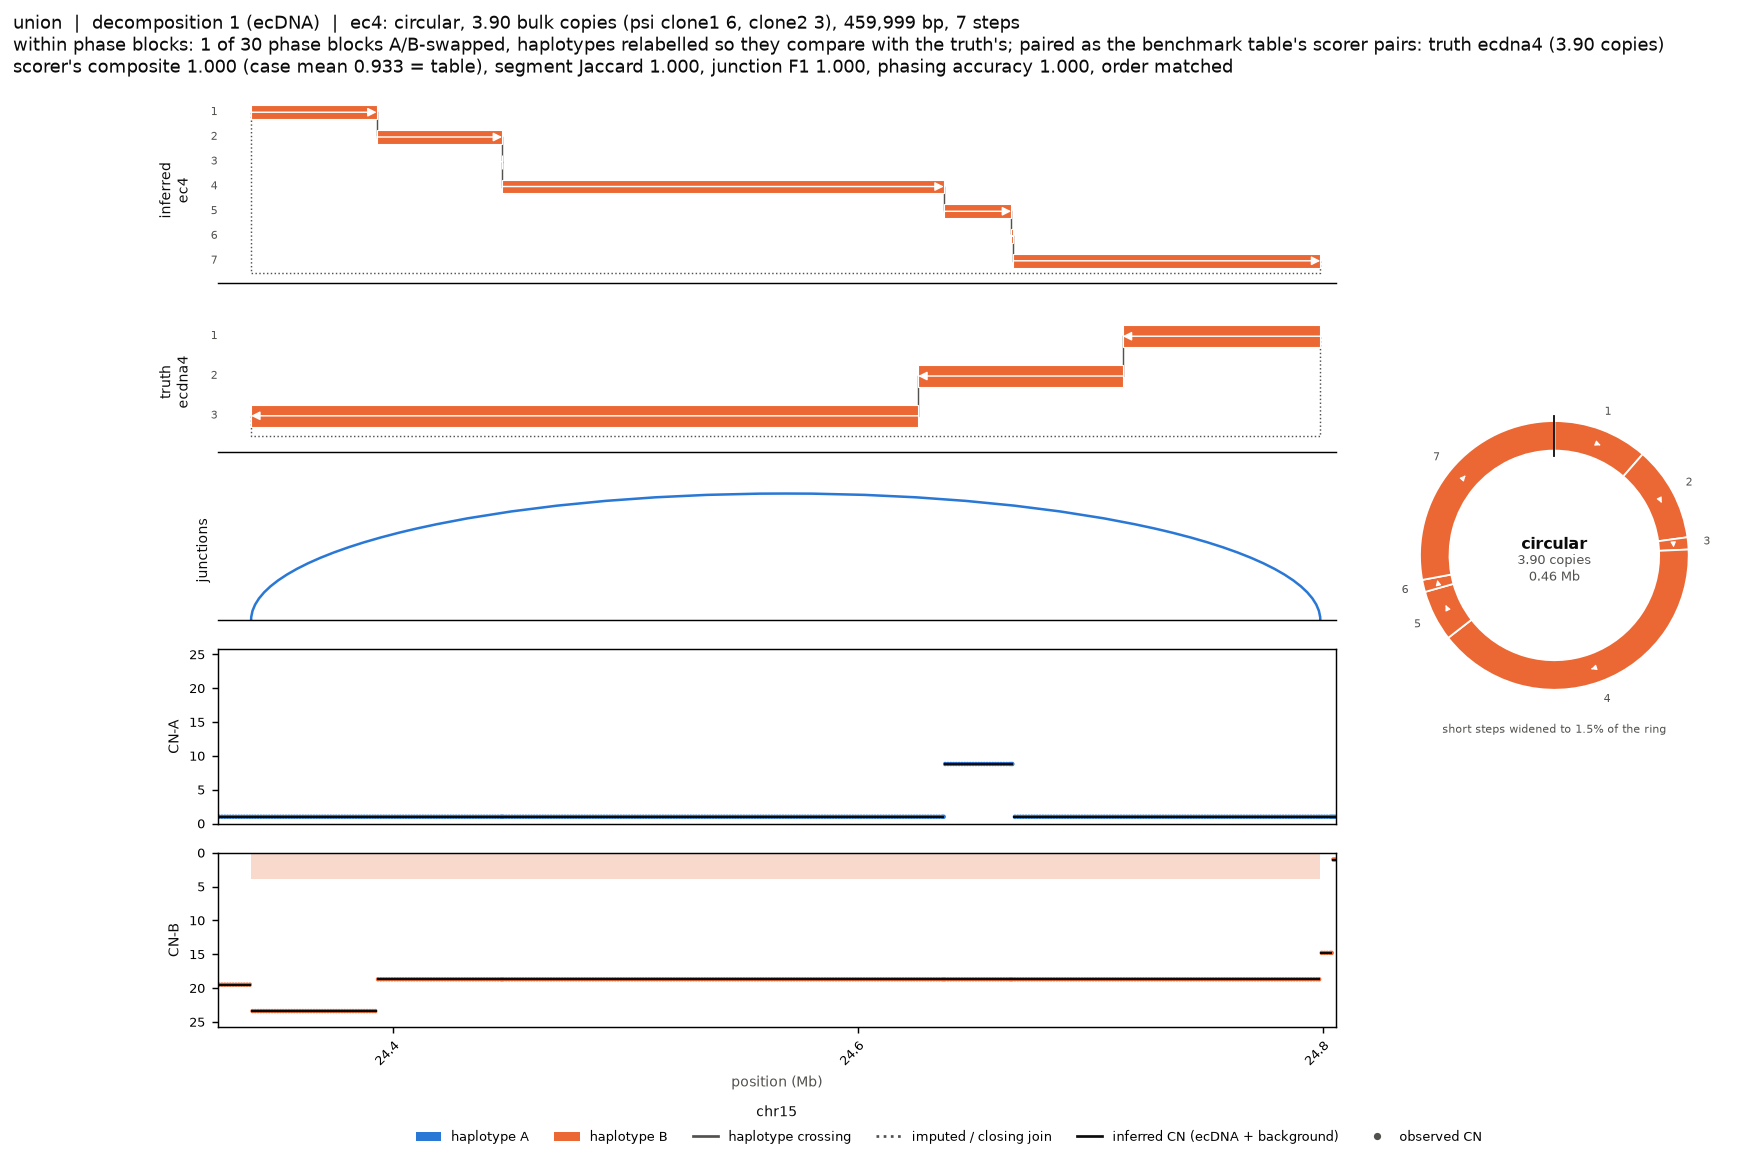 union  |  decomposition 1 (ecDNA)  |  ec4: circular, 3.90 bulk copies (psi clone1 6, clone2 3), 459,999 bp, 7 steps
within phase blocks: 1 of 30 phase blocks A/B-swapped, haplotypes relabelled so they compare with the truth's; paired as the benchmark table's scorer pairs: truth ecdna4 (3.90 copies)
scorer's composite 1.000 (case mean 0.933 = table), segment Jaccard 1.000, junction F1 1.000, phasing accuracy 1.000, order matched
inferred
ec4
1
2
3
4
5
6
7
truth
ecdna4
1
2
3
junctions
CN-A
25
20
15
10
5
0
CN-B
0
5
10
15
20
25
24.4
24.6
24.8
position (Mb)
chr15
1
2
3
4
5
6
7
circular
3.90 copies
0.46 Mb
short steps widened to 1.5% of the ring
haplotype A
haplotype B
haplotype crossing
imputed / closing join
inferred CN (ecDNA + background)
observed CN